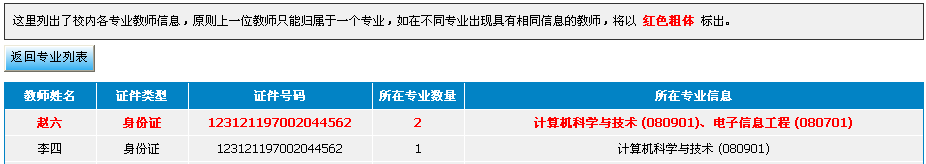 这里列出了校内各专业教师信息，原则上一位教师只能归属于一个专业，如在不同专业出现具有相同信息的教师，将以 红色粗体 标出。
返回专业列表
教师姓名 证件类型 证件号码 所在专业数量 所在专业信息
赵六 身份证 123121197002044562 2 计算机科学与技术 (080901)、电子信息工程 (080701)
李四 身份证 123121197002044562 1 计算机科学与技术 (080901)